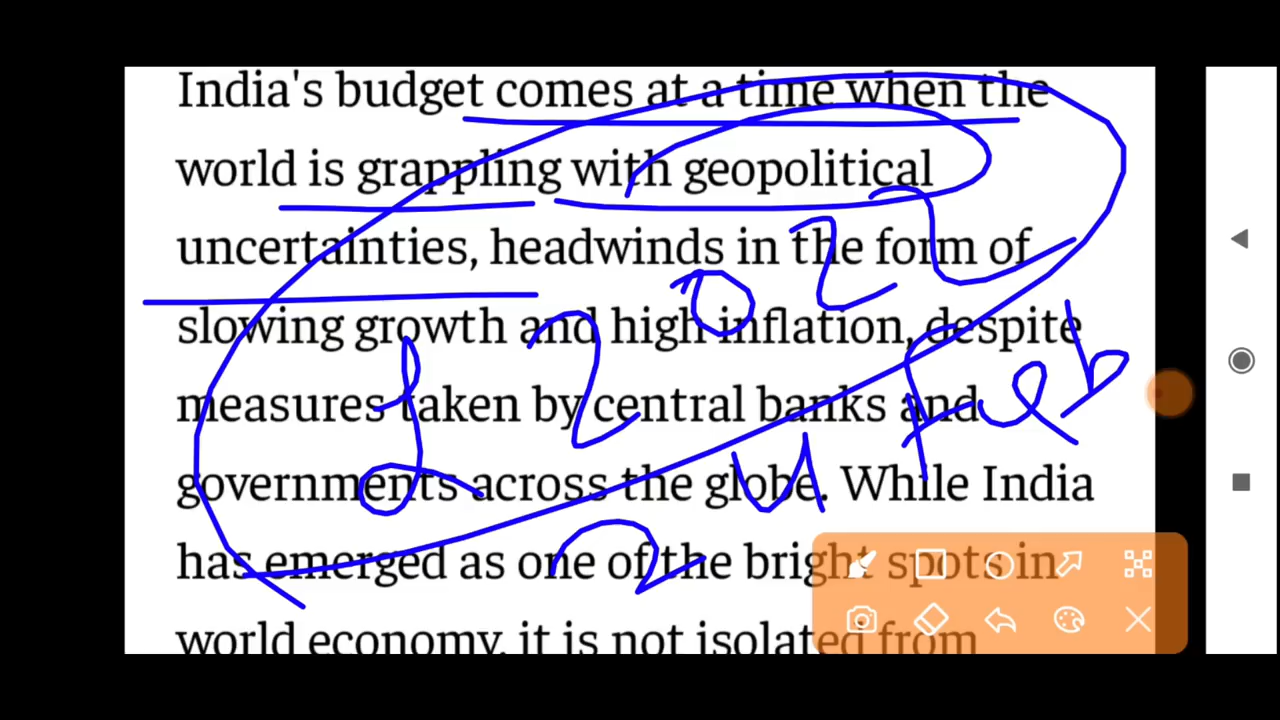 India's budget comes at a time when the
world is grappling with geopolitical
uncertainties, headwinds in the form of
slowing growth and high inflation, despite
measures taken by central banks and
governments across the globe. While India
has emerged as one of the bright spots in
world economy, it is not isolated from
2022
24 Feb